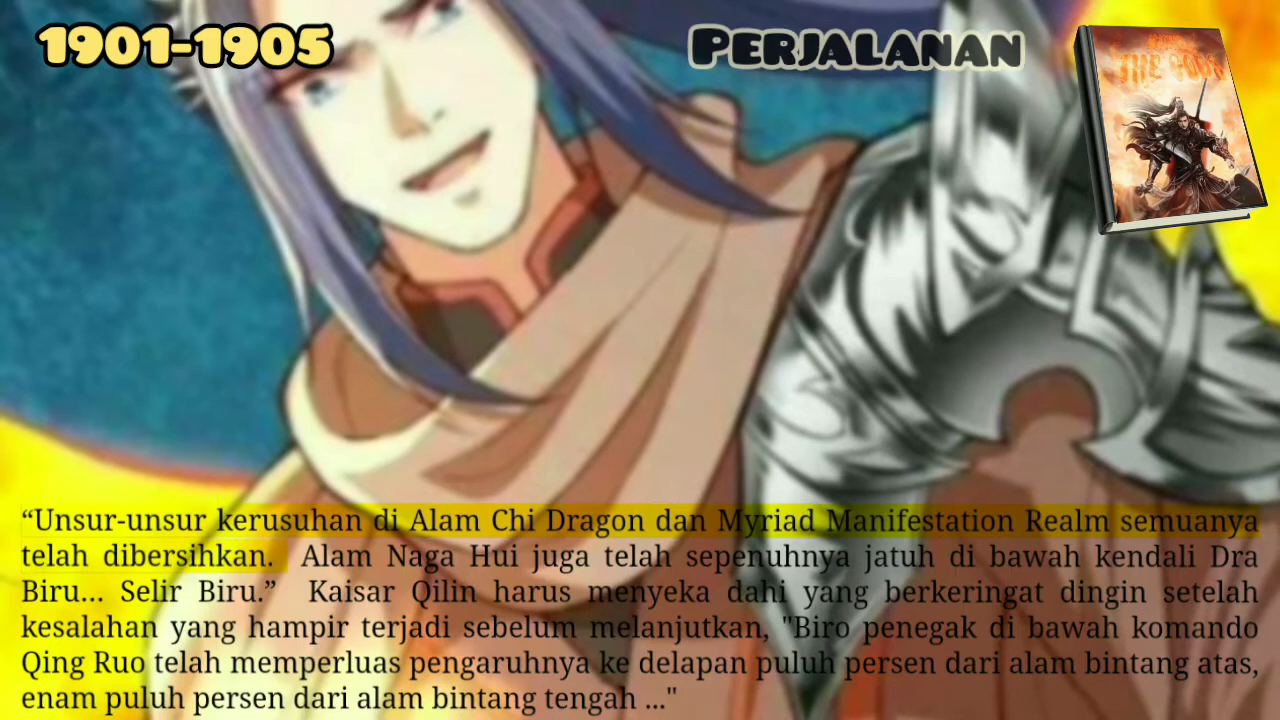 1901-1905
PERJALANAN
THE GODS
“Unsur-unsur kerusuhan di Alam Chi Dragon dan Myriad Manifestation Realm semuanya
telah dibersihkan. Alam Naga Hui juga telah sepenuhnya jatuh di bawah kendali Dra
Biru... Selir Biru.” Kaisar Qilin harus menyeka dahi yang berkeringat dingin setelah
kesalahan yang hampir terjadi sebelum melanjutkan, "Biro penegak di bawah komando
Qing Ruo telah memperluas pengaruhnya ke delapan puluh persen dari alam bintang atas,
enam puluh persen dari alam bintang tengah ..."